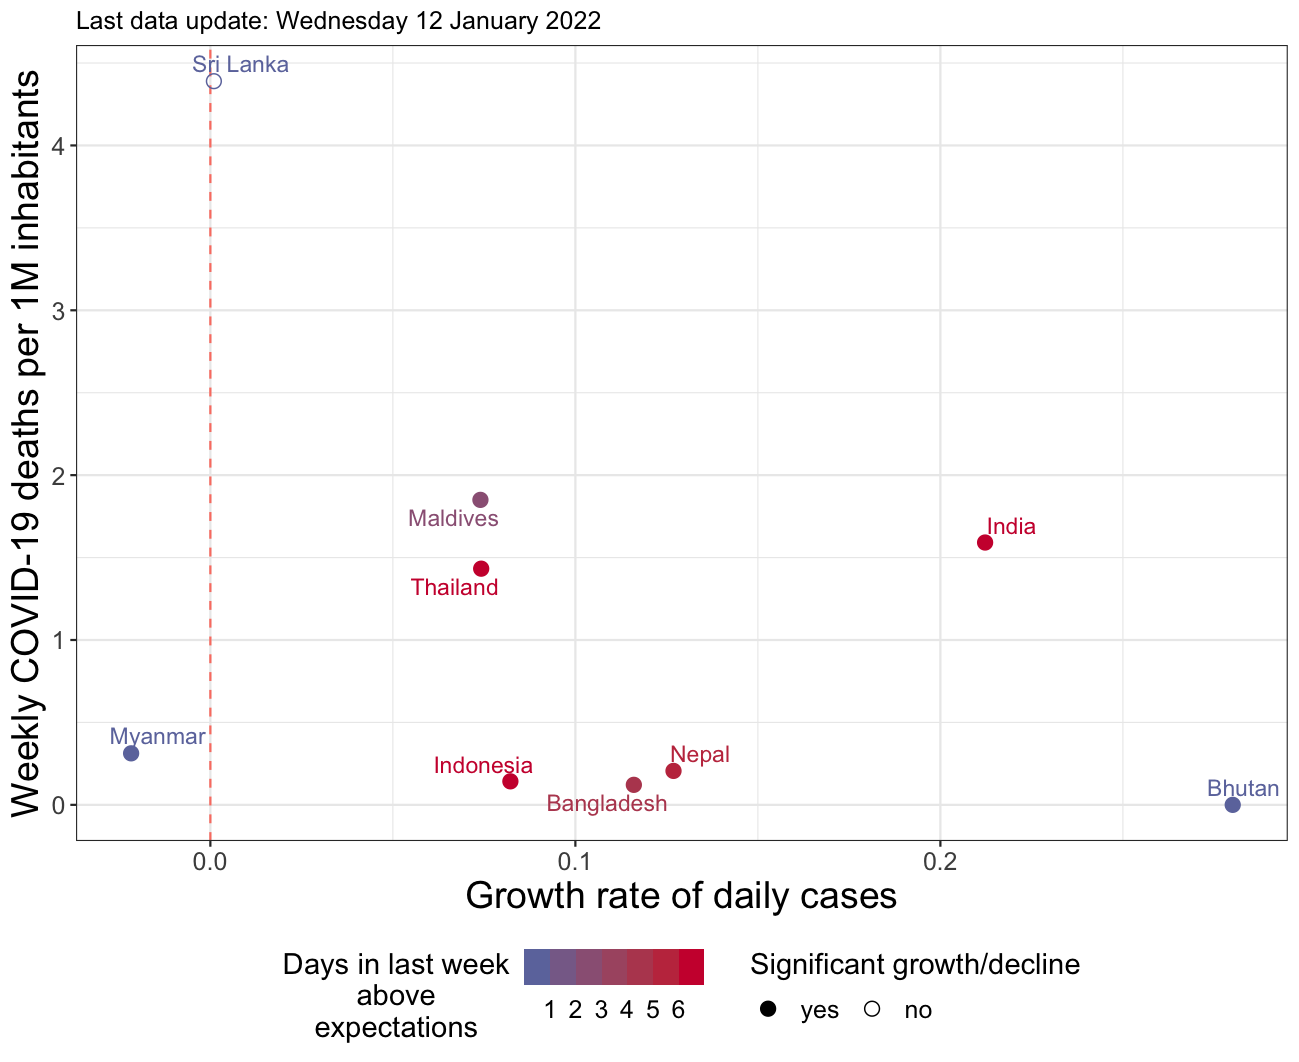 Last data update: Wednesday 12 January 2022
Weekly COVID-19 deaths per 1M inhabitants
4
3
2
1
0
Sri Lanka
Maldives
India
Thailand
Myanmar
Nepal
Indonesia
Bhutan
Bangladesh
0.0 0.1 0.2
Growth rate of daily cases
Days in last week
above
expectations
1 2 3 4 5 6
Significant growth/decline
yes no